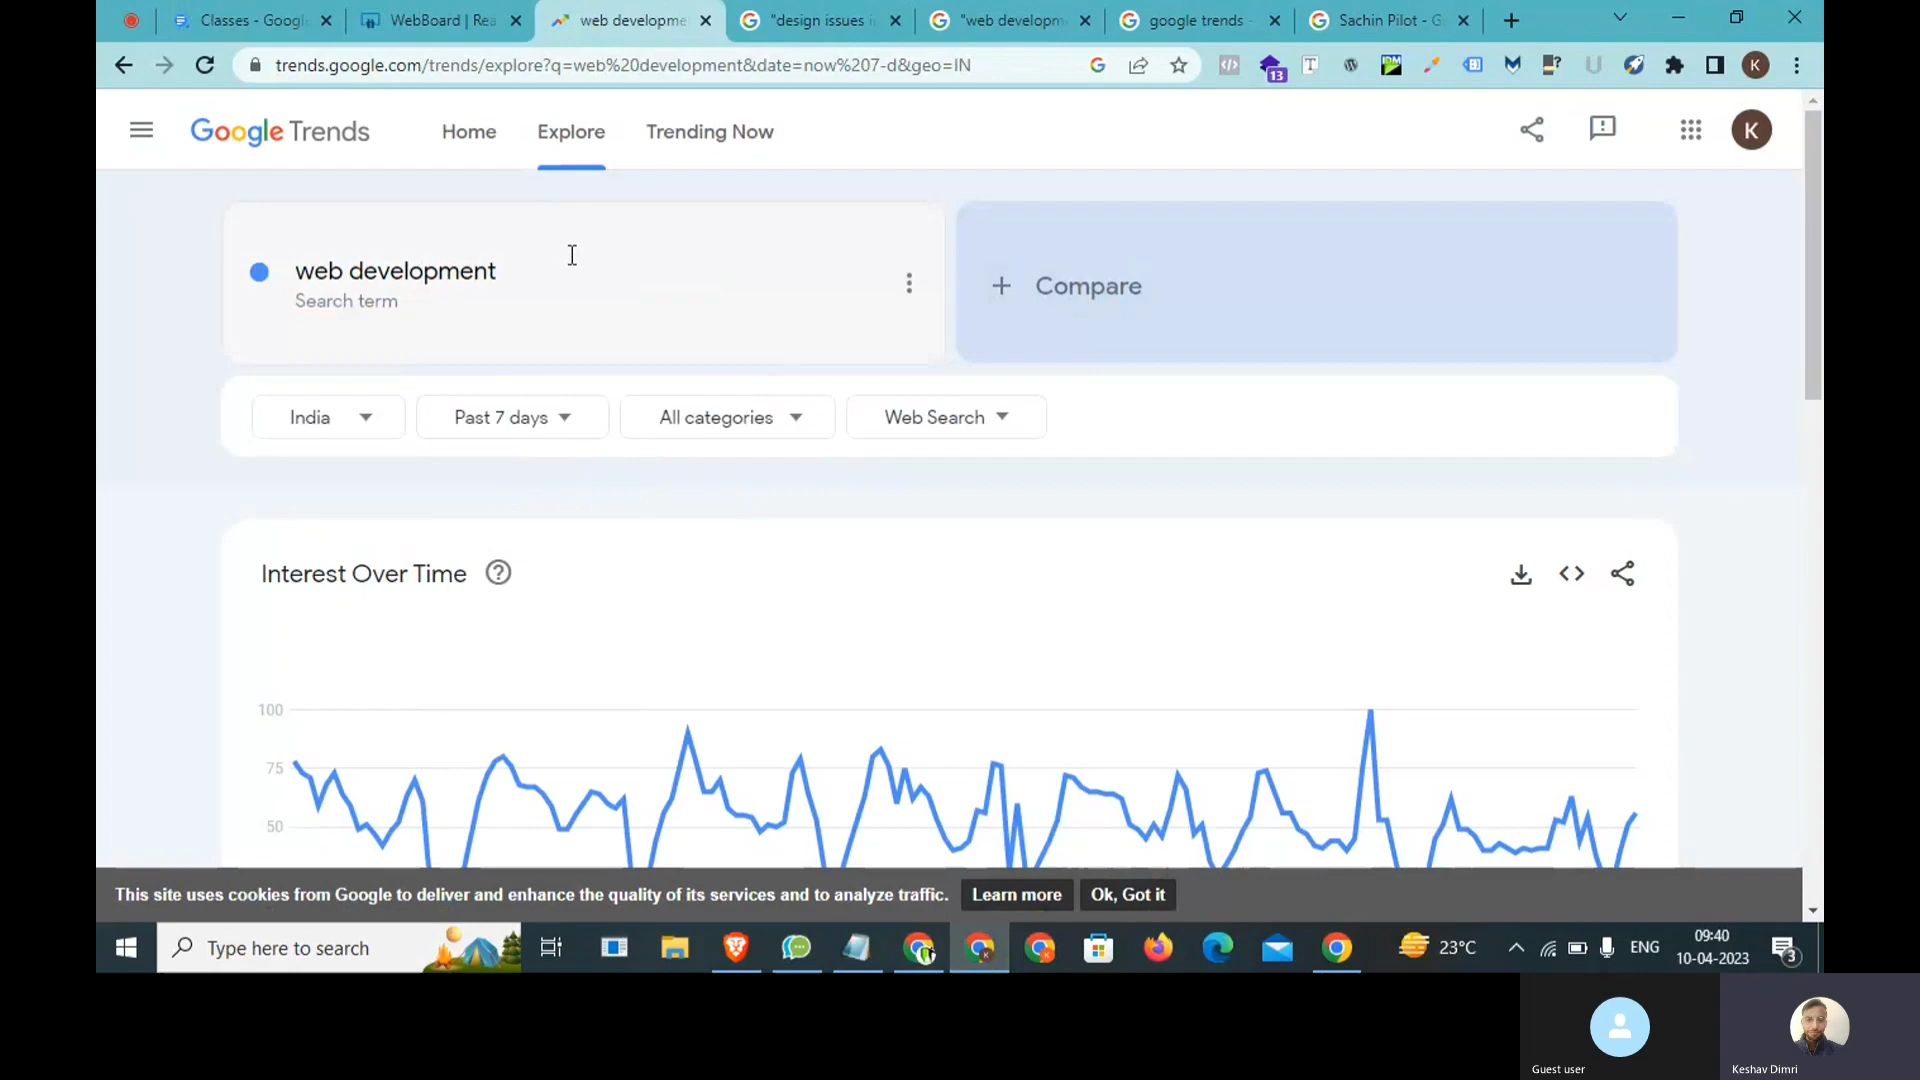 Classes - Google
WebBoard | Rea
web developme
"design issues i
"web developm
google trends -
Sachin Pilot - G
trends.google.com/trends/explore?q=web%20development&date=now%207-d&geo=IN
13
K
Google Trends
Home
Explore
Trending Now
K
web development
Search term
+ Compare
India
Past 7 days
All categories
Web Search
Interest Over Time
100
75
50
This site uses cookies from Google to deliver and enhance the quality of its services and to analyze traffic.
Learn more
Ok, Got it
Type here to search
23°C
ENG
09:40
10-04-2023
3
Guest user
Keshav Dimri